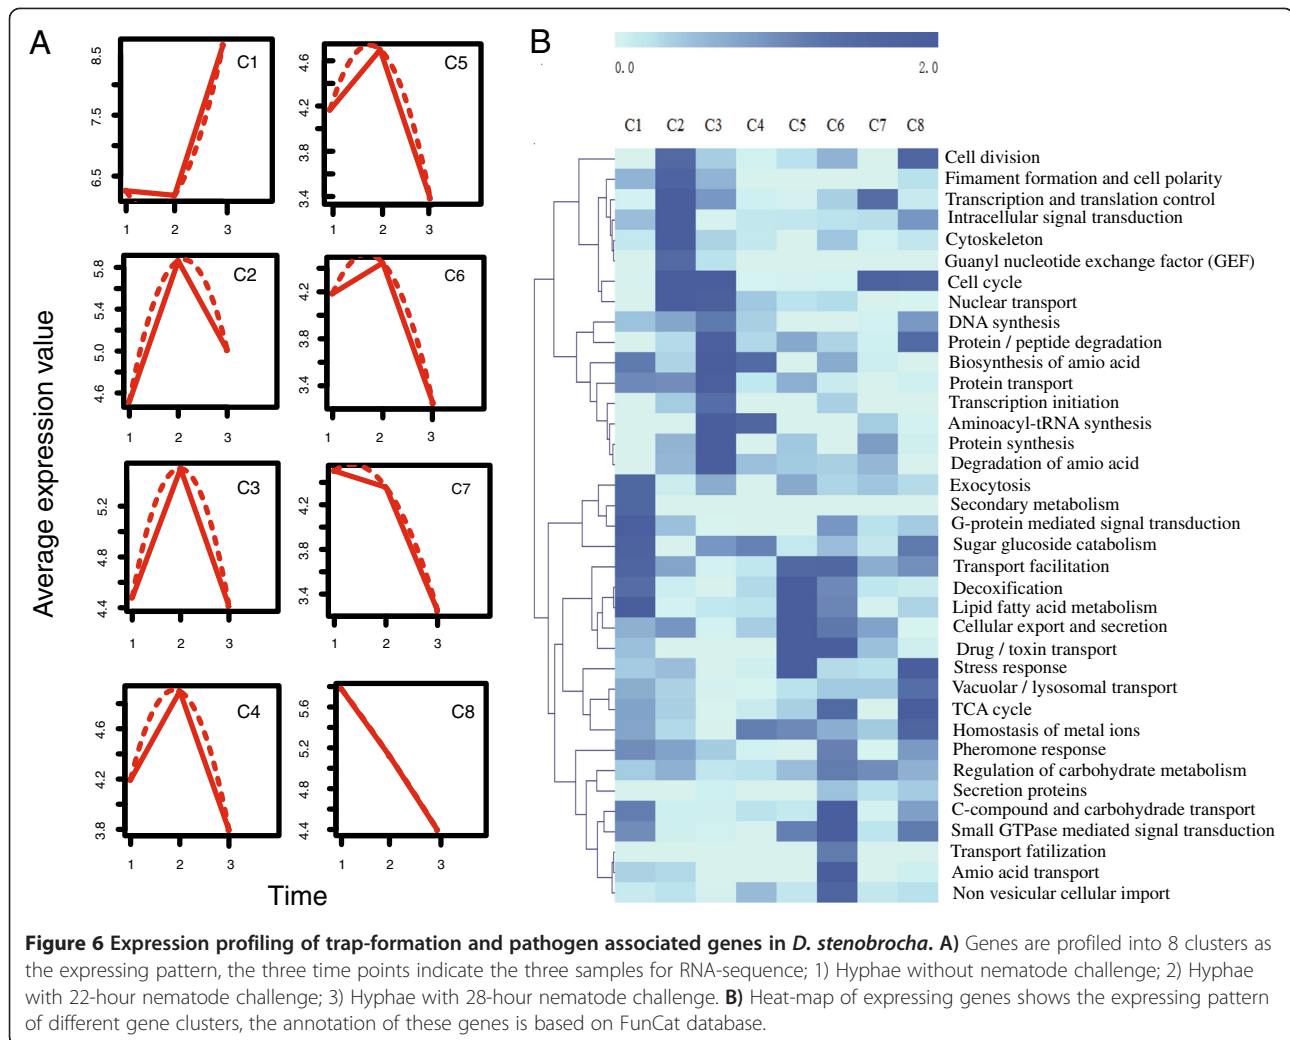 A
B
Average expression value
C1
8.5
7.5
6.5
1 2 3
C5
4.6
4.2
3.8
3.4
1 2 3
C2
5.8
5.4
5.0
4.6
1 2 3
C6
4.2
3.8
3.4
1 2 3
C3
5.2
4.8
4.4
1 2 3
C7
4.2
3.8
3.4
1 2 3
C4
4.6
4.2
3.8
1 2 3
C8
5.6
5.2
4.8
4.4
1 2 3
Time
0.0 2.0
C1 C2 C3 C4 C5 C6 C7 C8
Cell division
Fimament formation and cell polarity
Transcription and translation control
Intracellular signal transduction
Cytoskeleton
Guanyl nucleotide exchange factor (GEF)
Cell cycle
Nuclear transport
DNA synthesis
Protein / peptide degradation
Biosynthesis of amio acid
Protein transport
Transcription initiation
Aminoacyl-tRNA synthesis
Protein synthesis
Degradation of amio acid
Exocytosis
Secondary metabolism
G-protein mediated signal transduction
Sugar glucoside catabolism
Transport facilitation
Decoxification
Lipid fatty acid metabolism
Cellular export and secretion
Drug / toxin transport
Stress response
Vacuolar / lysosomal transport
TCA cycle
Homostasis of metal ions
Pheromone response
Regulation of carbohydrate metabolism
Secretion proteins
C-compound and carbohydrade transport
Small GTPase mediated signal transduction
Transport fatilization
Amio acid transport
Non vesicular cellular import
Figure 6 Expression profiling of trap-formation and pathogen associated genes in D. stenobrocha. A) Genes are profiled into 8 clusters as
the expressing pattern, the three time points indicate the three samples for RNA-sequence; 1) Hyphae without nematode challenge; 2) Hyphae
with 22-hour nematode challenge; 3) Hyphae with 28-hour nematode challenge. B) Heat-map of expressing genes shows the expressing pattern
of different gene clusters, the annotation of these genes is based on FunCat database.